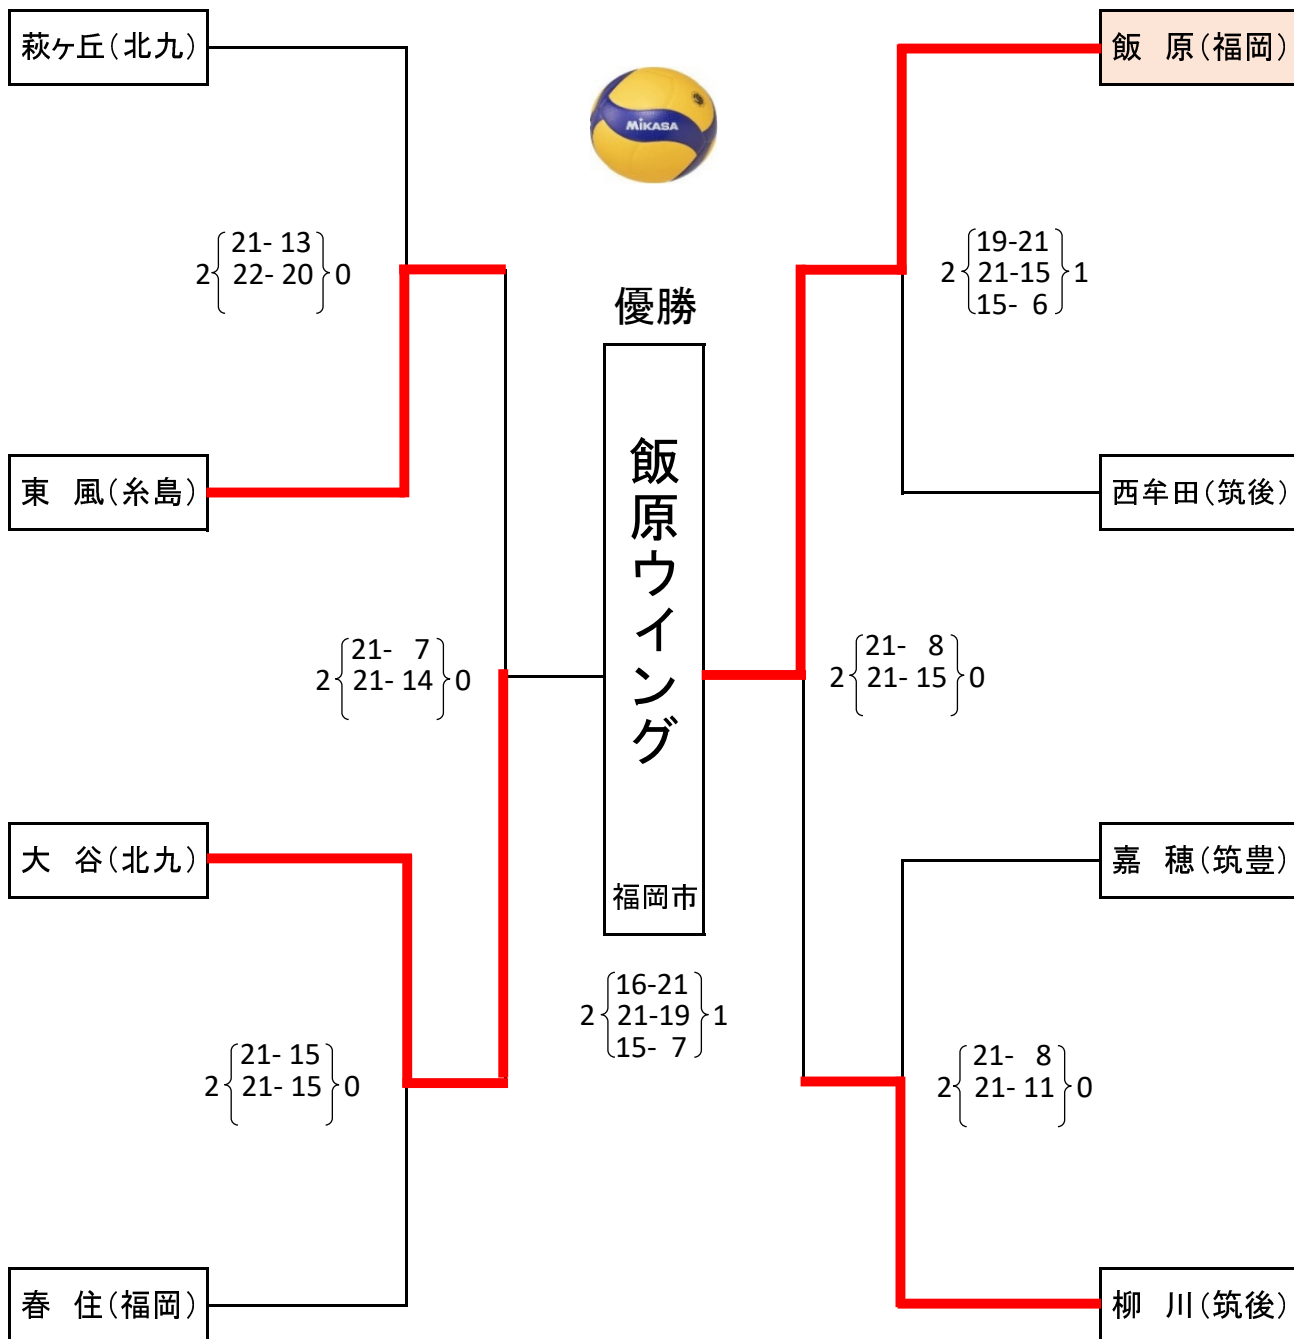 萩ヶ丘(北九)
飯 原(福岡)
MIKASA
21- 13
2 22- 20 0
19-21
2 21-15 1
15- 6
優勝
東 風(糸島)
西牟田(筑後)
飯原ウイング
福岡市
21- 7
2 21- 14 0
21- 8
2 21- 15 0
大 谷(北九)
嘉 穂(筑豊)
16-21
2 21-19 1
15- 7
21- 15
2 21- 15 0
21- 8
2 21- 11 0
春 住(福岡)
柳 川(筑後)